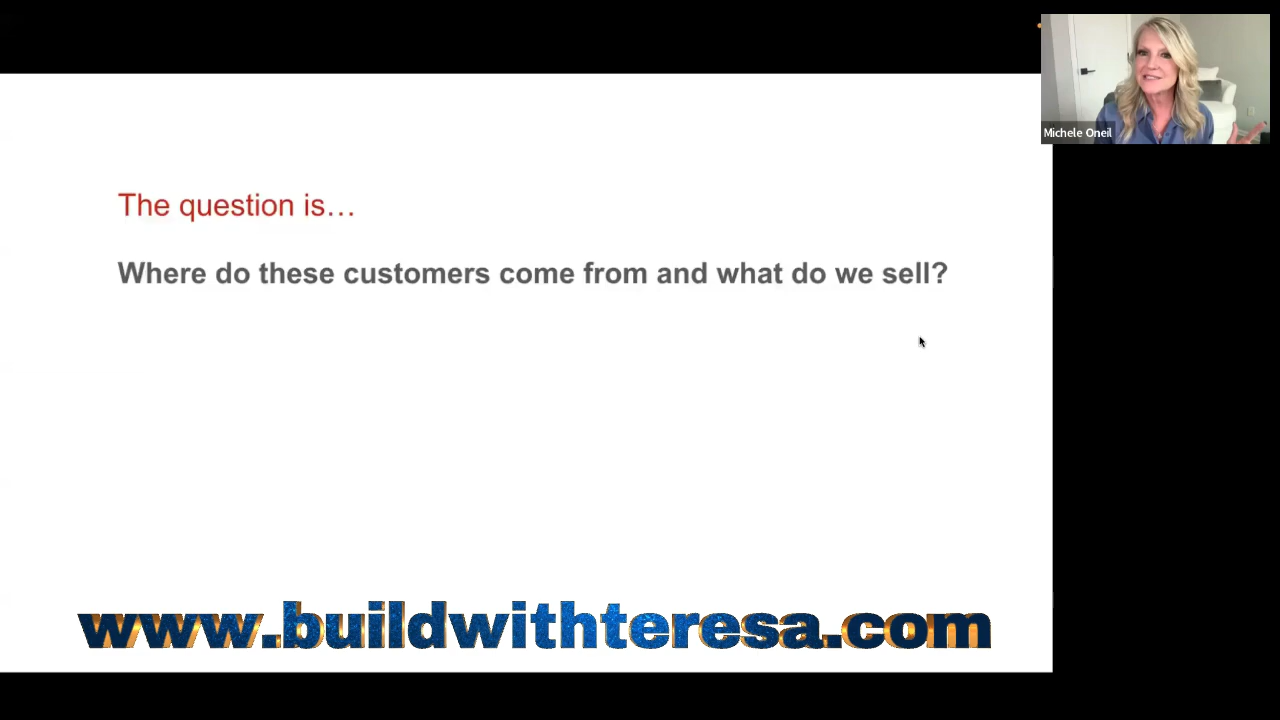 Michele Oneil
The question is…
Where do these customers come from and what do we sell?
www.buildwithteresa.com